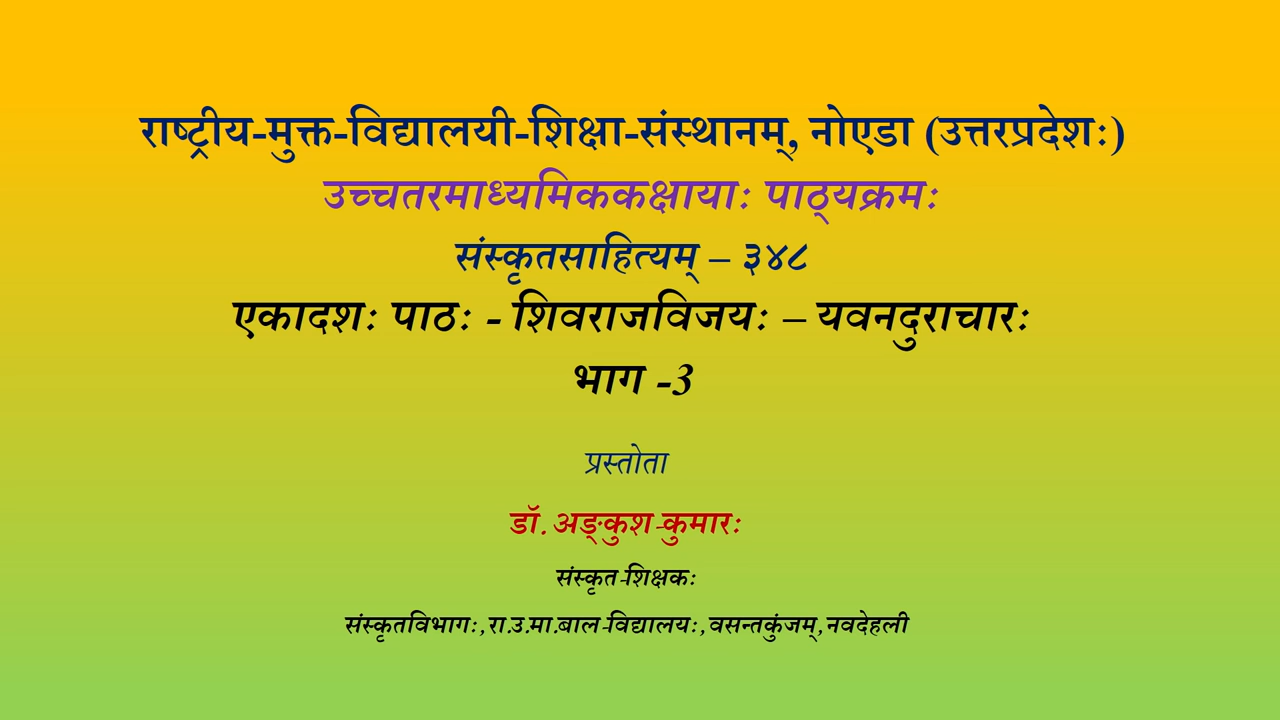 राष्ट्रीय-मुक्त-विद्यालयी-शिक्षा-संस्थानम्, नोएडा (उत्तरप्रदेशः)
उच्चतरमाध्यमिककक्षायाः पाठ्यक्रमः
संस्कृतसाहित्यम् – ३४८
एकादशः पाठः - शिवराजविजयः – यवनदुराचारः
भाग -3
प्रस्तोता
डॉ. अङ्कुश-कुमारः
संस्कृत-शिक्षकः
संस्कृतविभागः,रा.उ.मा.बाल-विद्यालयः,वसन्तकुंजम्,नवदेहली